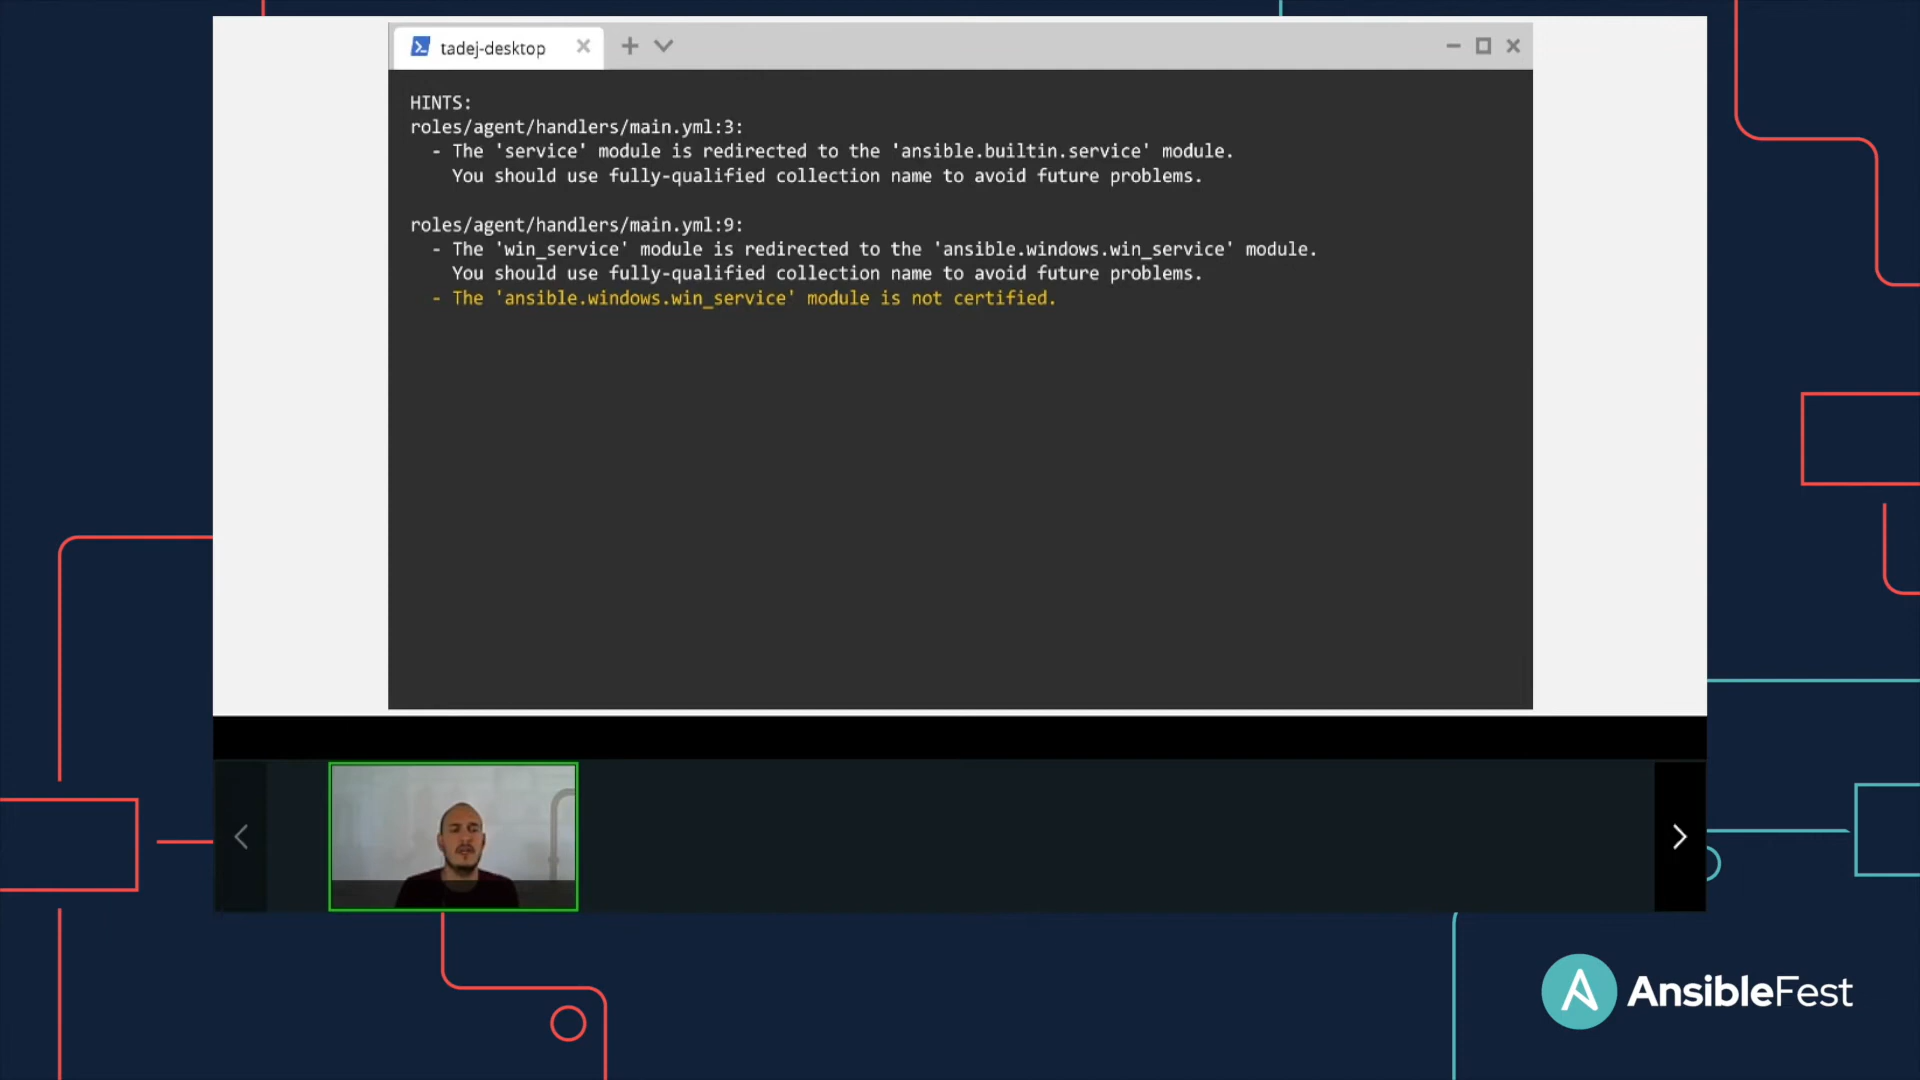 tadej-desktop
HINTS:
roles/agent/handlers/main.yml:3:
- The 'service' module is redirected to the 'ansible.builtin.service' module.
You should use fully-qualified collection name to avoid future problems.
roles/agent/handlers/main.yml:9:
- The 'win_service' module is redirected to the 'ansible.windows.win_service' module.
You should use fully-qualified collection name to avoid future problems.
- The 'ansible.windows.win_service' module is not certified.
AnsibleFest